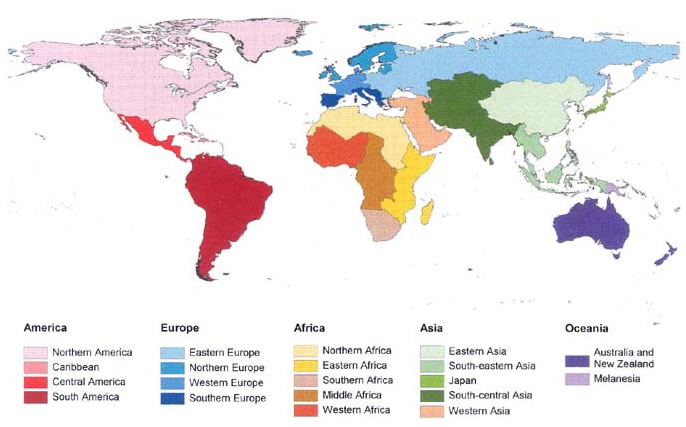 America
Northern America
Caribbean
Central America
South America
Europe
Eastern Europe
Northern Europe
Western Europe
Southern Europe
Africa
Northern Africa
Eastern Africa
Southern Africa
Middle Africa
Western Africa
Asia
Eastern Asia
South-eastern Asia
Japan
South-central Asia
Western Asia
Oceania
Australia and
New Zealand
Melanesia